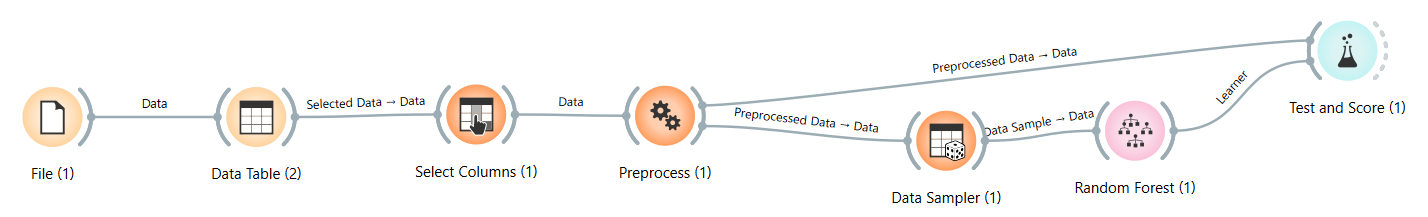 File (1)
Data
Data Table (2)
Selected Data → Data
Select Columns (1)
Data
Preprocess (1)
Preprocessed Data → Data
Preprocessed Data → Data
Data Sampler (1)
Data Sample → Data
Random Forest (1)
Learner
Test and Score (1)